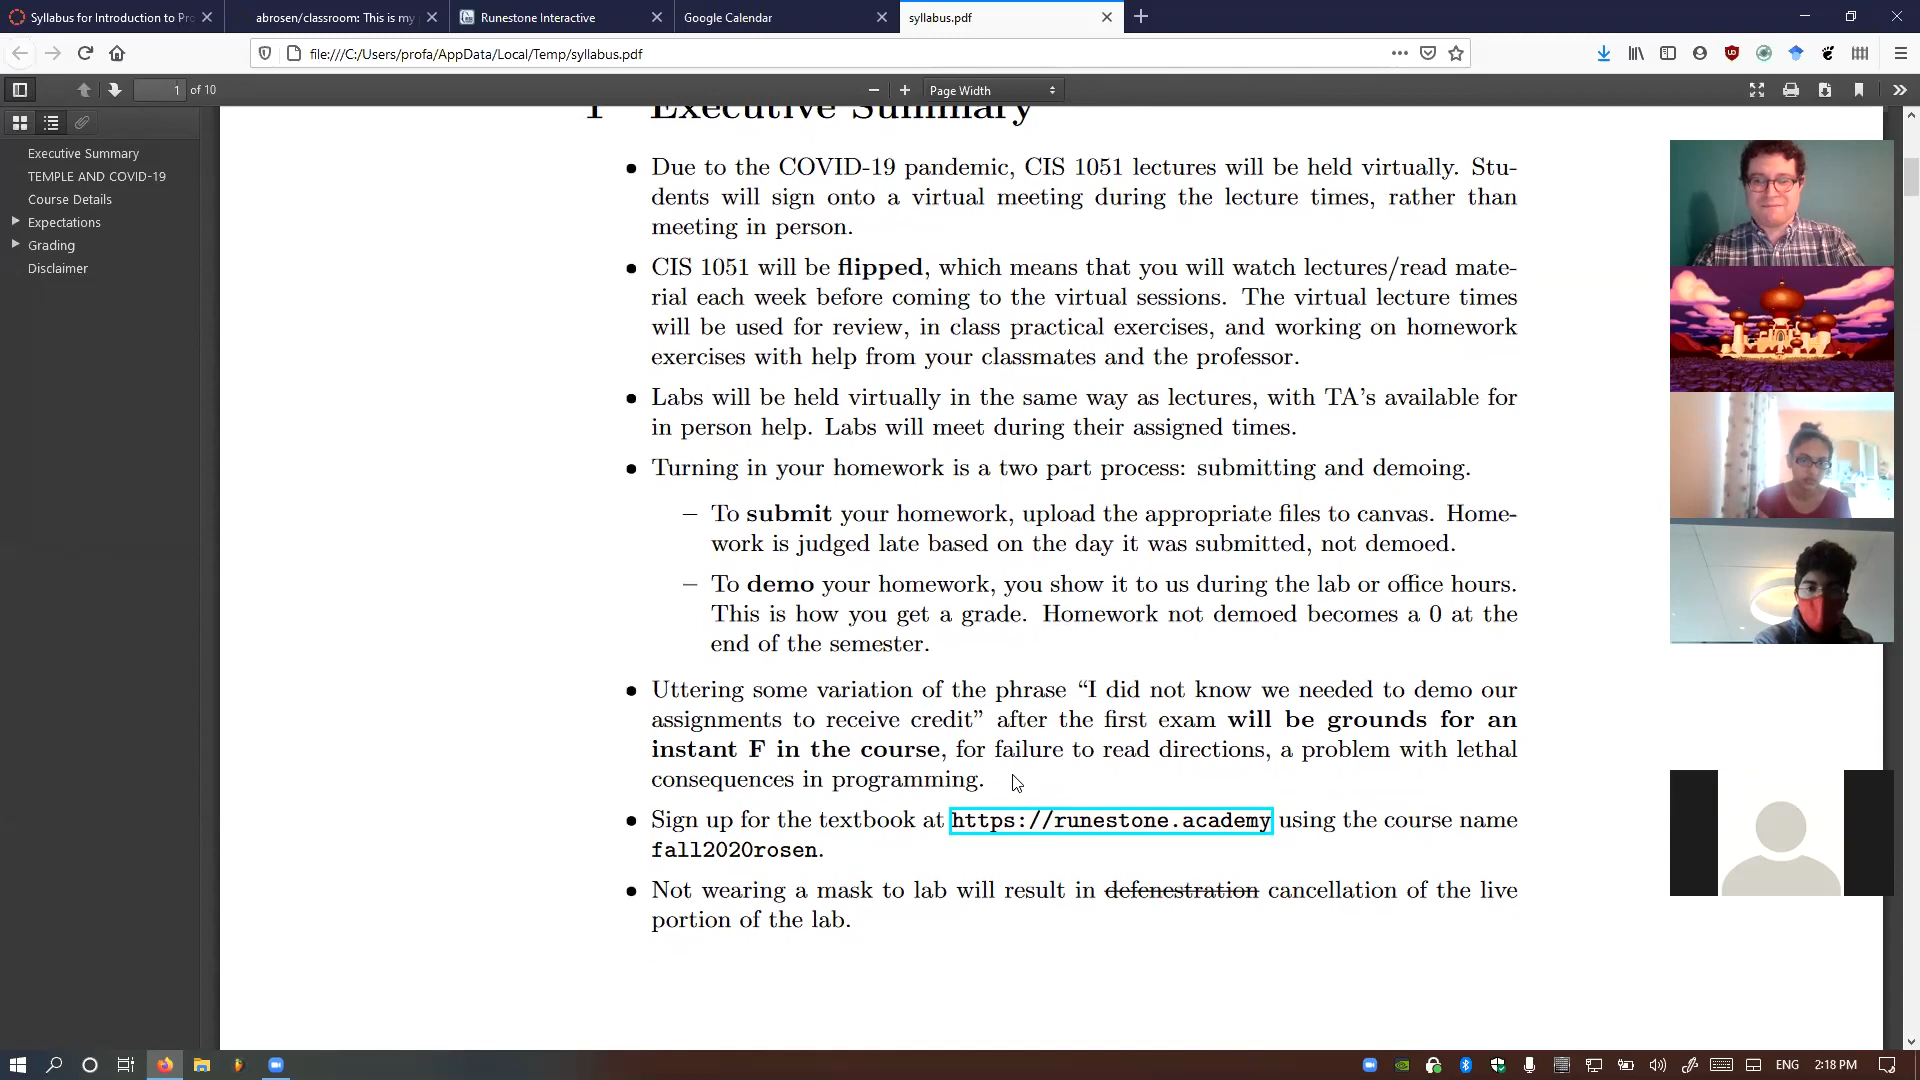 Syllabus for Introduction to Pr
abrosen/classroom: This is my
Runestone Interactive
Google Calendar
syllabus.pdf
file:///C:/Users/profa/AppData/Local/Temp/syllabus.pdf
1 of 10
Page Width
Executive Summary
TEMPLE AND COVID-19
Course Details
Expectations
Grading
Disclaimer
1 Executive Summary
• Due to the COVID-19 pandemic, CIS 1051 lectures will be held virtually. Stu-
dents will sign onto a virtual meeting during the lecture times, rather than
meeting in person.
• CIS 1051 will be flipped, which means that you will watch lectures/read mate-
rial each week before coming to the virtual sessions. The virtual lecture times
will be used for review, in class practical exercises, and working on homework
exercises with help from your classmates and the professor.
• Labs will be held virtually in the same way as lectures, with TA's available for
in person help. Labs will meet during their assigned times.
• Turning in your homework is a two part process: submitting and demoing.
– To submit your homework, upload the appropriate files to canvas. Home-
work is judged late based on the day it was submitted, not demoed.
– To demo your homework, you show it to us during the lab or office hours.
This is how you get a grade. Homework not demoed becomes a 0 at the
end of the semester.
• Uttering some variation of the phrase “I did not know we needed to demo our
assignments to receive credit” after the first exam will be grounds for an
instant F in the course, for failure to read directions, a problem with lethal
consequences in programming.
• Sign up for the textbook at https://runestone.academy using the course name
fall2020rosen.
• Not wearing a mask to lab will result in defenestration cancellation of the live
portion of the lab.
ENG 2:18 PM